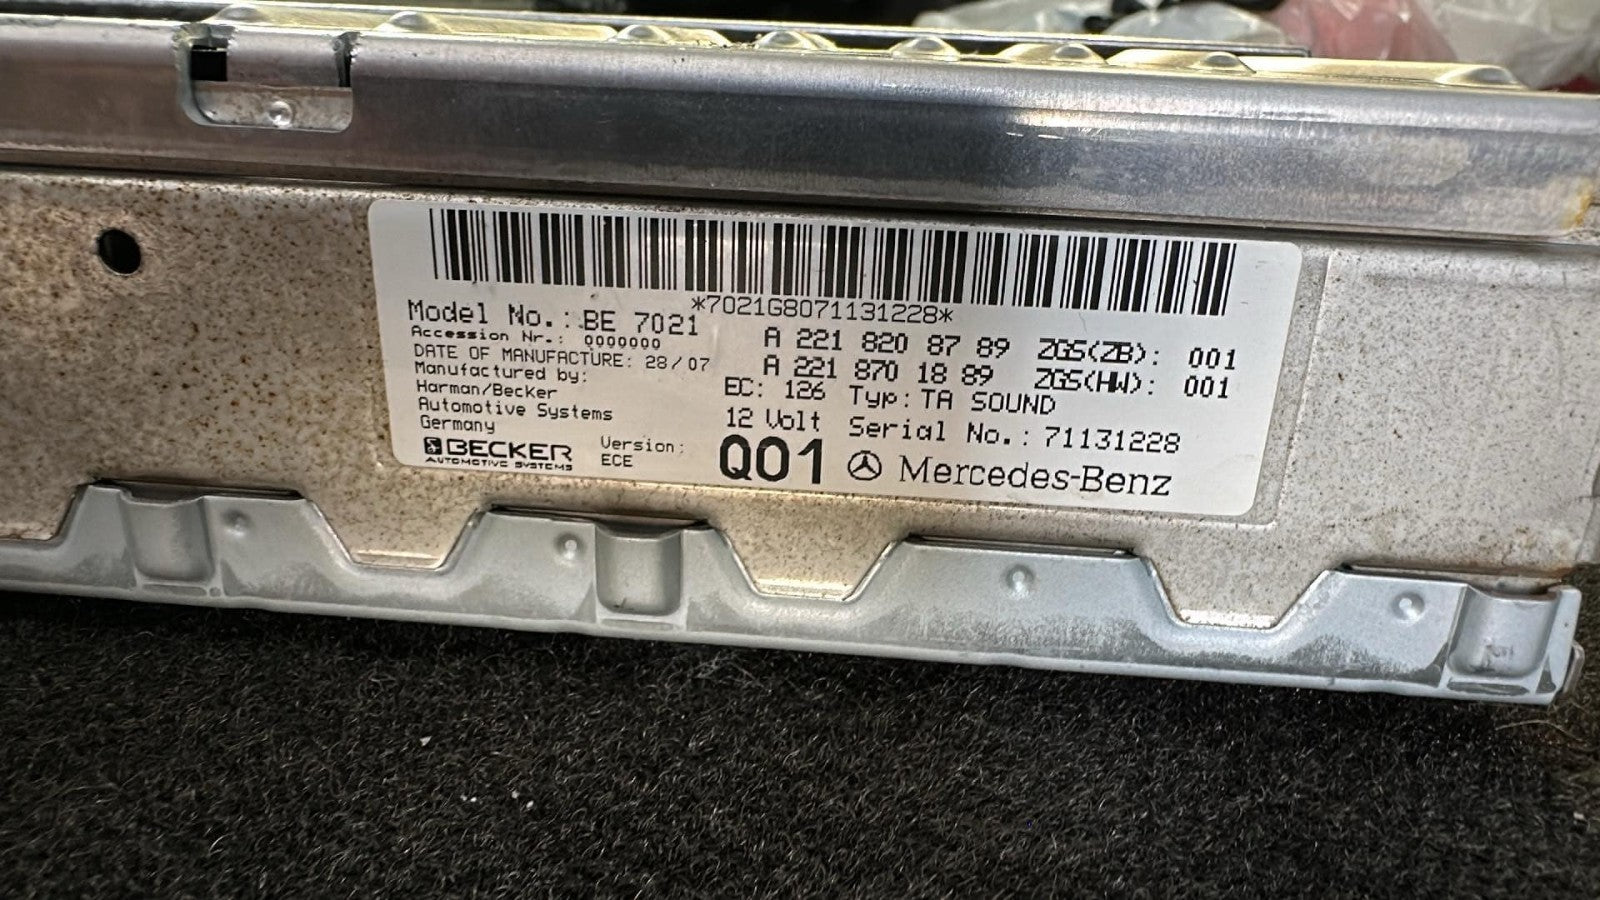 *7021G8071131228*
Model No.: BE 7021
Accession Nr.: 0000000
DATE OF MANUFACTURE: 28/07
Manufactured by:
Harman/Becker
Automotive Systems
Germany
BECKER
AUTOMOTIVE SYSTEMS
Version:
ECE
A 221 820 87 89 ZGS(ZB): 001
A 221 870 18 89 ZGS(HW): 001
EC: 126 Typ: TA SOUND
12 Volt Serial No.: 71131228
Q01 Mercedes-Benz